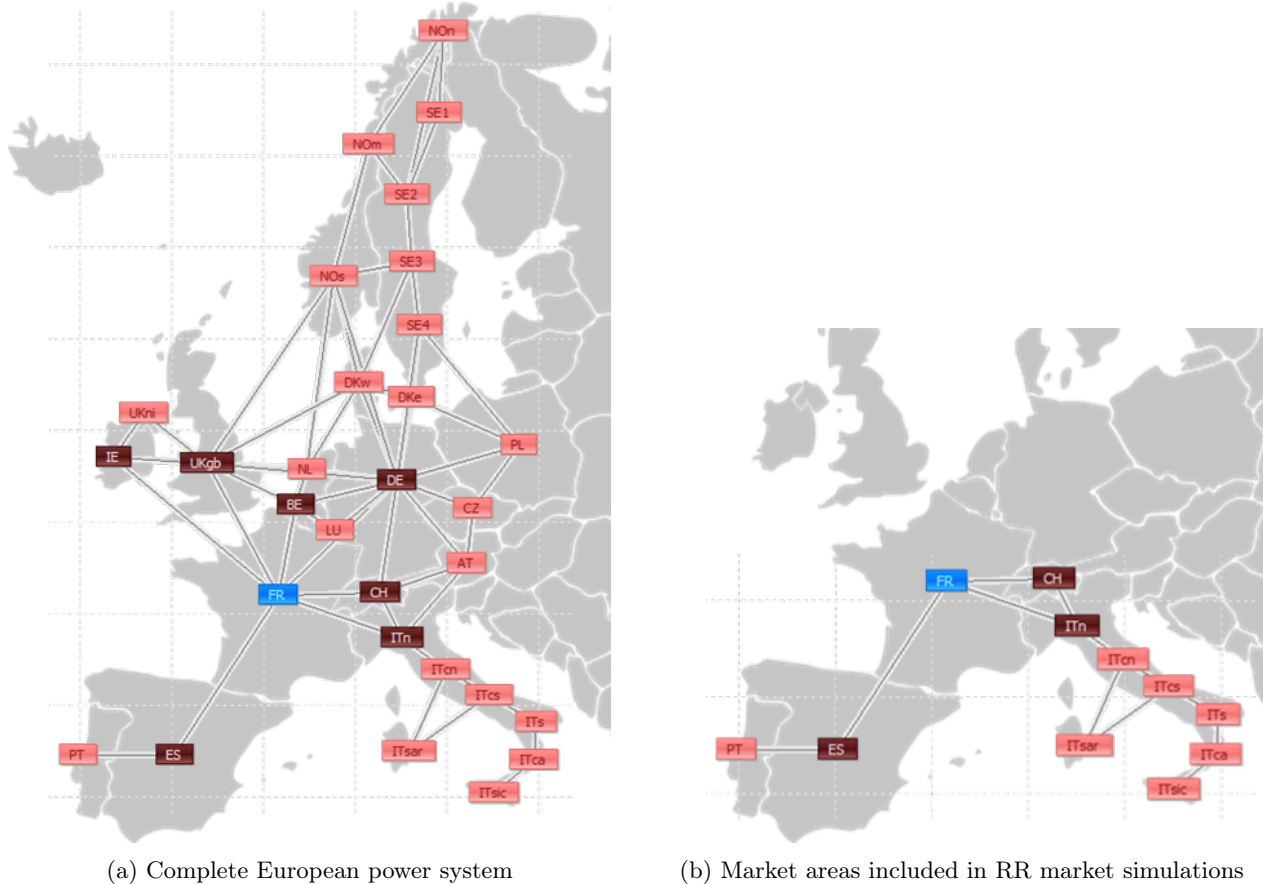 NOn
SE1
NOm
SE2
SE3
NOs
SE4
DKw
DKe
UKni
PL
IE
UKgb
NL
DE
BE
CZ
LU
AT
FR
CH
ITn
ITcn
ITcs
ITs
PT
ES
ITsar
ITca
ITsic
(a) Complete European power system
FR
CH
ITn
ITcn
ITcs
ITs
PT
ES
ITsar
ITca
ITsic
(b) Market areas included in RR market simulations